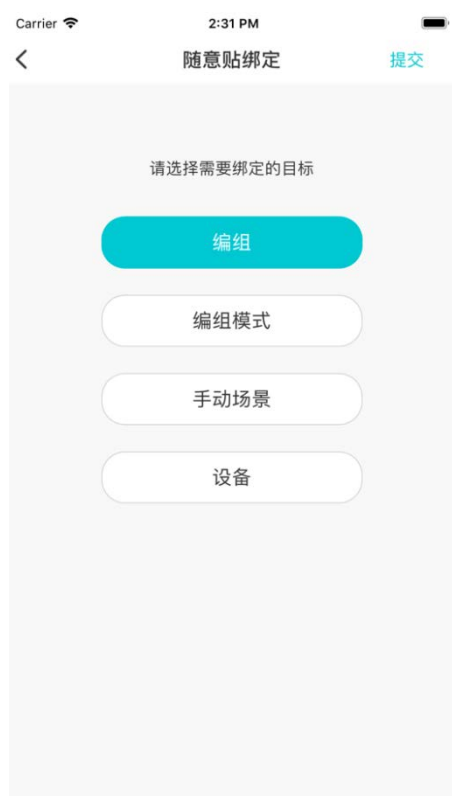 Carrier
2:31 PM
随意贴绑定
提交
请选择需要绑定的目标
编组
编组模式
手动场景
设备